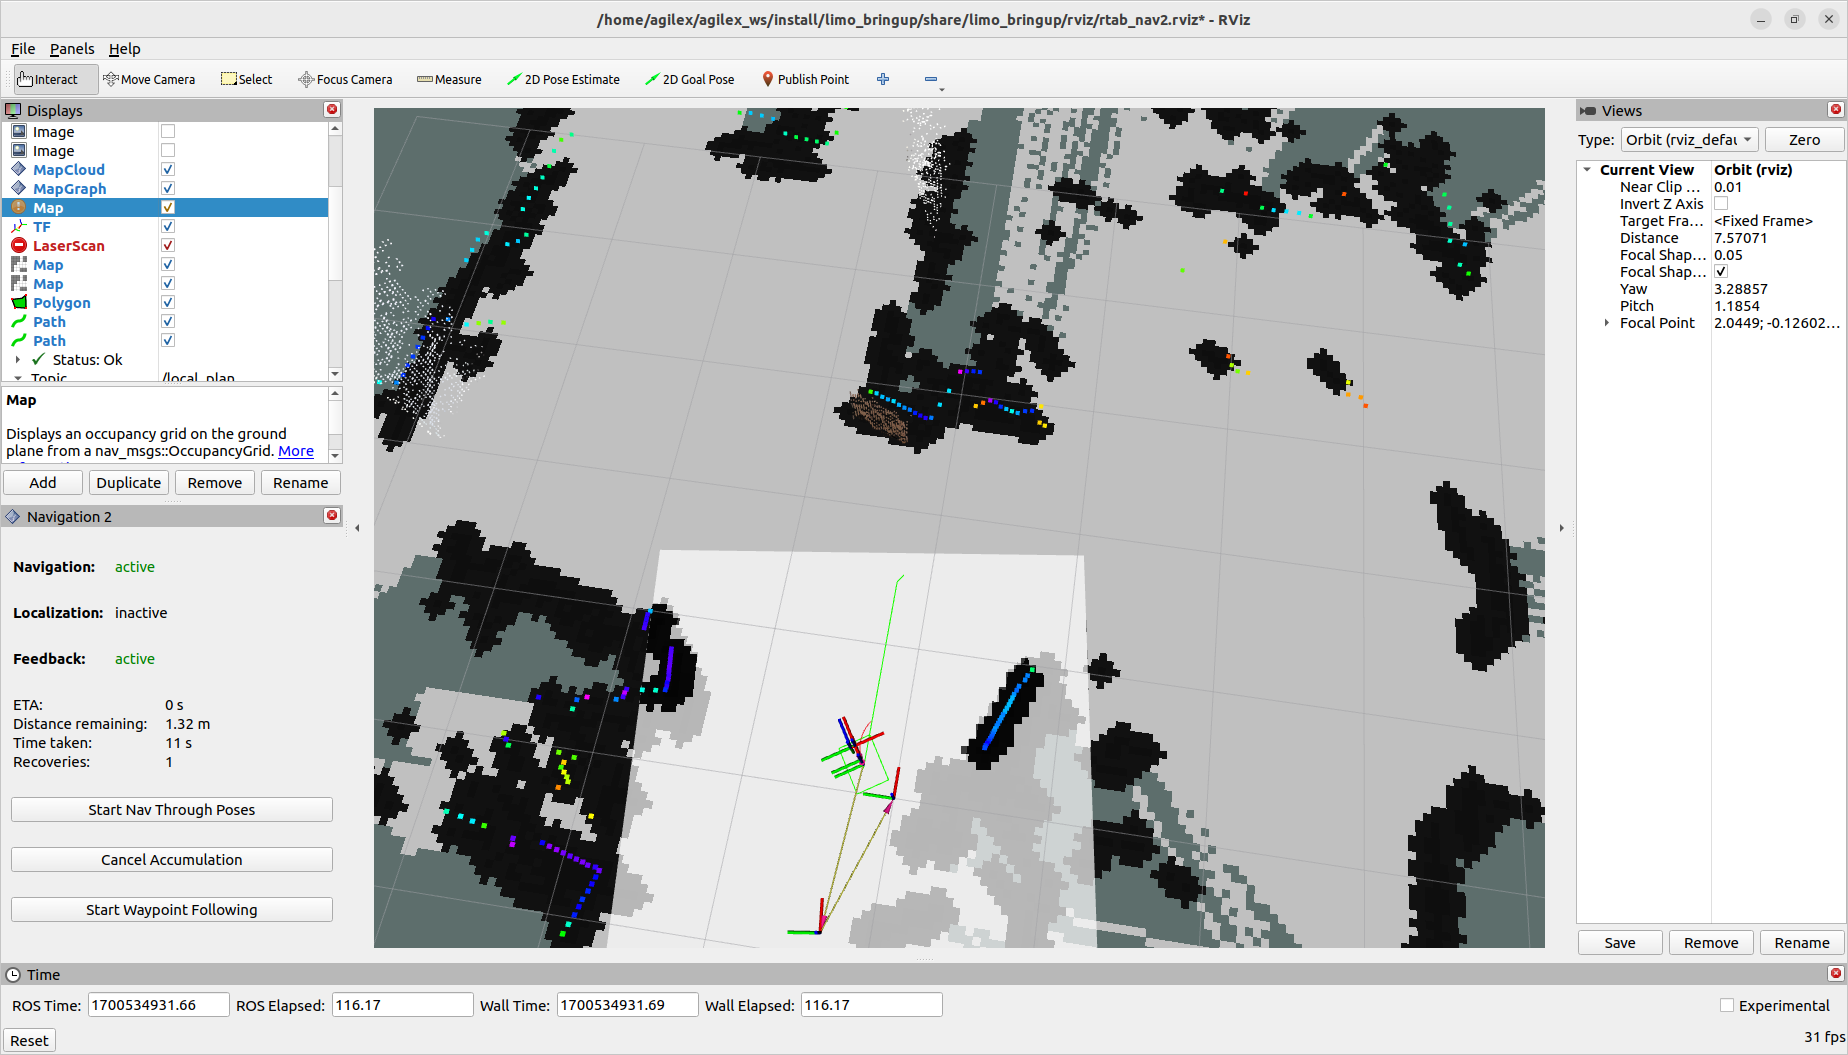 /home/agilex/agilex_ws/install/limo_bringup/share/limo_bringup/rviz/rtab_nav2.rviz* - RViz
File Panels Help
Interact Move Camera Select Focus Camera Measure 2D Pose Estimate 2D Goal Pose Publish Point
Displays
Image
Image
MapCloud
MapGraph
Map
TF
LaserScan
Map
Map
Polygon
Path
Path
Status: Ok
Topic /local_plan
Map
Displays an occupancy grid on the ground
plane from a nav_msgs::OccupancyGrid. More
Add Duplicate Remove Rename
Navigation 2
Navigation: active
Localization: inactive
Feedback: active
ETA: 0 s
Distance remaining: 1.32 m
Time taken: 11 s
Recoveries: 1
Start Nav Through Poses
Cancel Accumulation
Start Waypoint Following
Views
Type: Orbit (rviz_defau Zero
Current View Orbit (rviz)
Near Clip ... 0.01
Invert Z Axis
Target Fra... <Fixed Frame>
Distance 7.57071
Focal Shap... 0.05
Focal Shap...
Yaw 3.28857
Pitch 1.1854
Focal Point 2.0449; -0.12602...
Save Remove Rename
Time
ROS Time: 1700534931.66 ROS Elapsed: 116.17 Wall Time: 1700534931.69 Wall Elapsed: 116.17 Experimental
Reset 31 fps